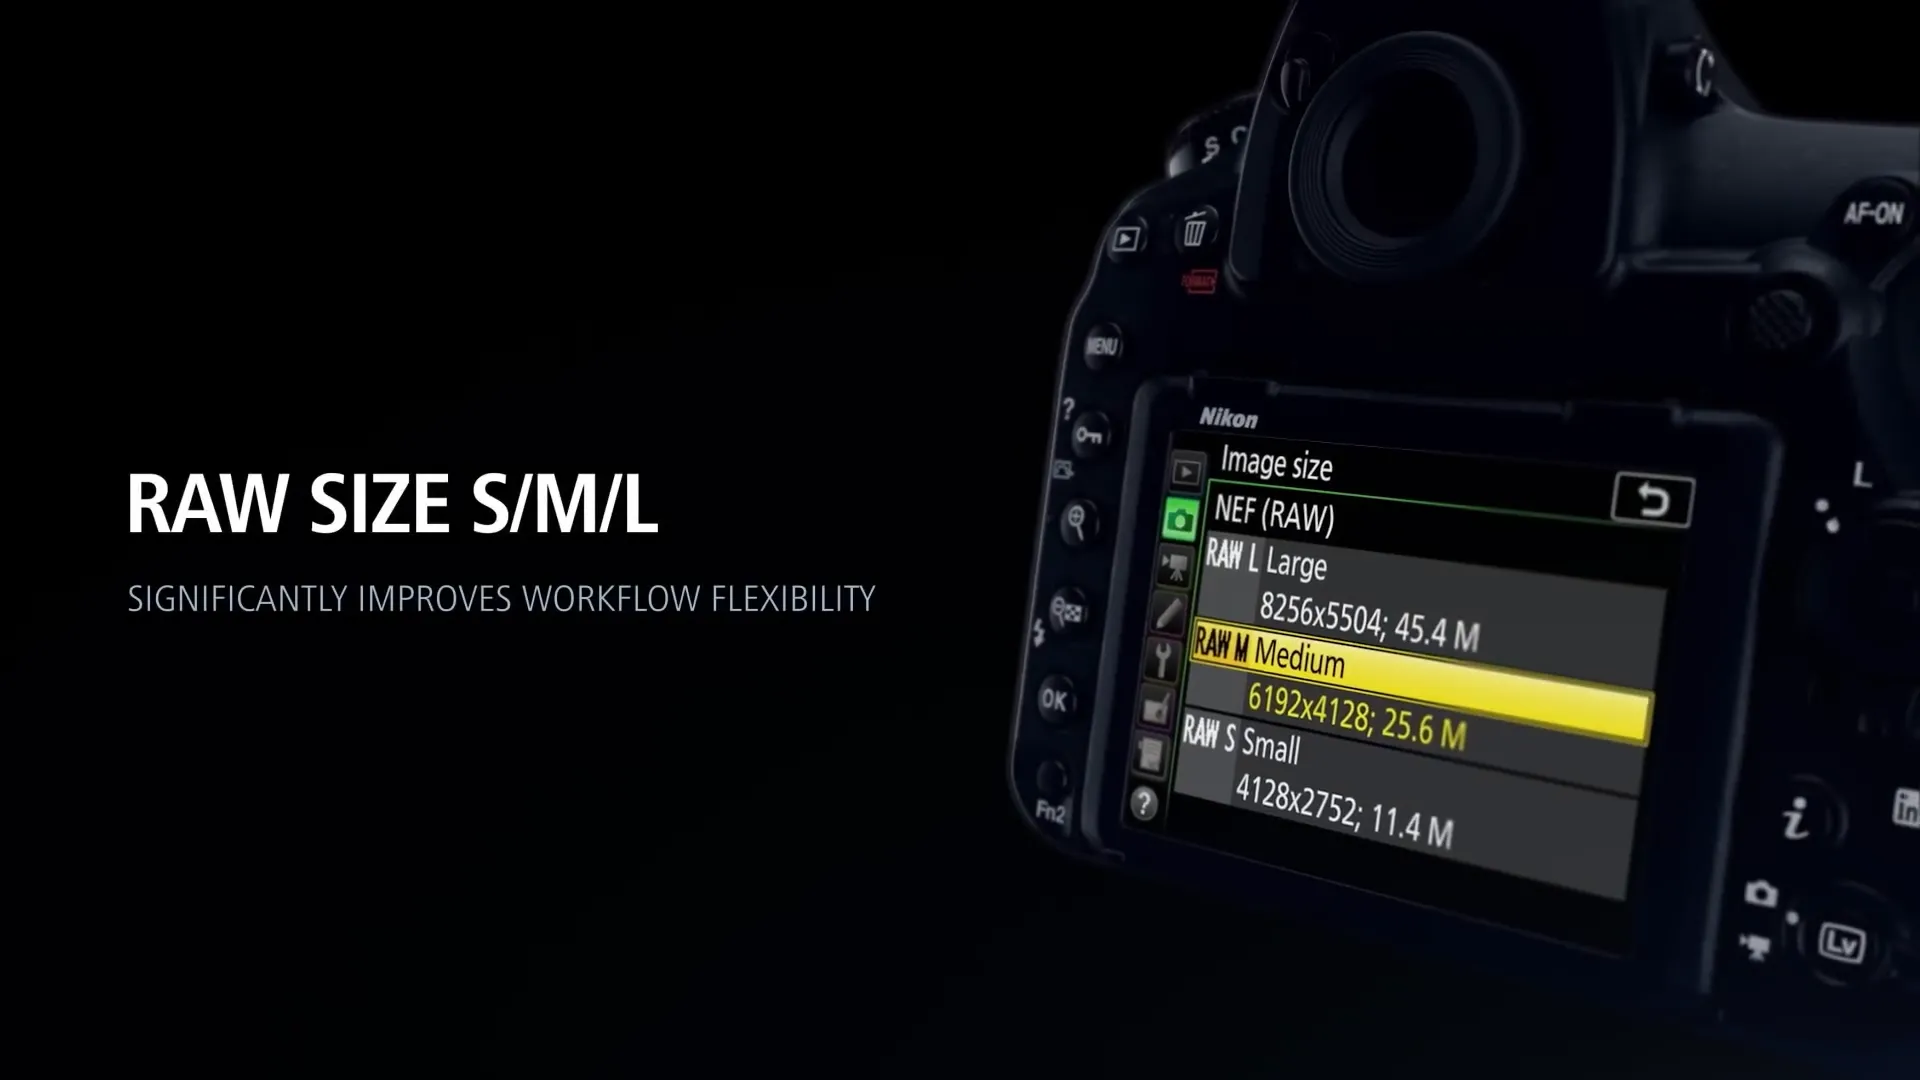 RAW SIZE S/M/L
SIGNIFICANTLY IMPROVES WORKFLOW FLEXIBILITY
S
AF-ON
MENU
?
OK
Fn2
Nikon
Image size
NEF (RAW)
RAW L Large
8256x5504; 45.4 M
RAW M Medium
6192x4128; 25.6 M
RAW S Small
4128x2752; 11.4 M
?
L
i
Lv